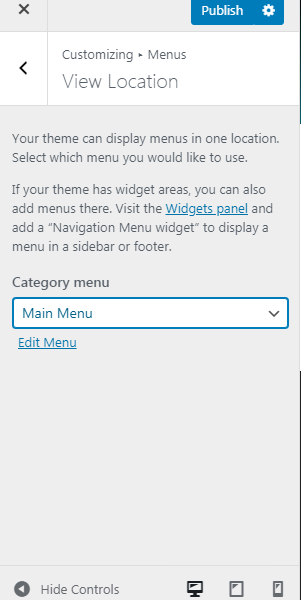 Publish
Customizing ▸ Menus
View Location
Your theme can display menus in one location.
Select which menu you would like to use.
If your theme has widget areas, you can also
add menus there. Visit the Widgets panel and
add a “Navigation Menu widget” to display a
menu in a sidebar or footer.
Category menu
Main Menu
Edit Menu
Hide Controls